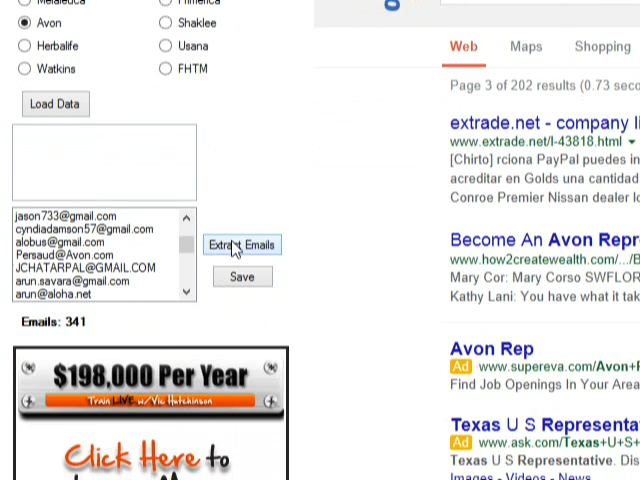 Melaleuca
Primerica
Avon
Shaklee
Herbalife
Usana
Watkins
FHTM
Load Data
jason733@gmail.com
cyndiadamson57@gmail.com
alobus@gmail.com
Persaud@Avon.com
JCHATARPAL@GMAIL.COM
arun.savara@gmail.com
arun@aloha.net
Extract Emails
Save
Emails: 341
$198,000 Per Year
Train LIVE w/Vic Hutchinson
Click Here to
Web Maps Shopping
Page 3 of 202 results (0.73 seco
extrade.net - company li
www.extrade.net/l-43818.html
[Chirto] rciona PayPal puedes in
acreditar en Golds una cantidad
Conroe Premier Nissan dealer lo
Become An Avon Repr
www.how2createwealth.com/.../B
Mary Cor: Mary Corso SWFLOR
Kathy Lani: You have what it tak
Avon Rep
Ad www.supereva.com/Avon+R
Find Job Openings In Your Area
Texas U S Representa
Ad www.ask.com/Texas+U+S+
Texas U S Representative. Dis
Images - Videos - News